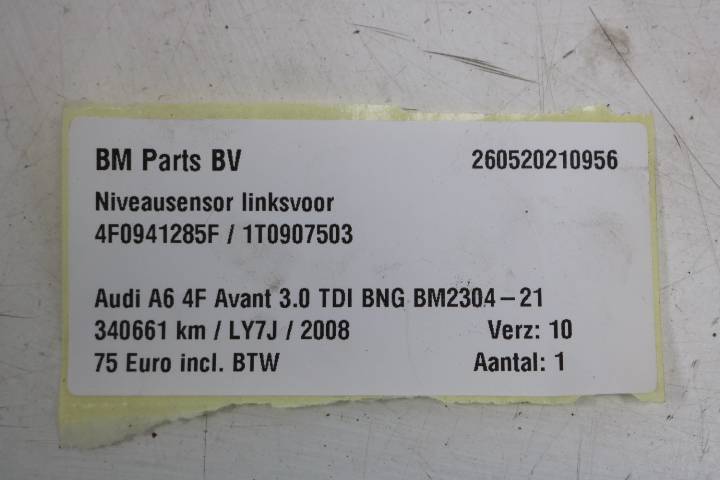 BM Parts BV 260520210956
Niveausensor linksvoor
4F0941285F / 1T0907503
Audi A6 4F Avant 3.0 TDI BNG BM2304-21
340661 km / LY7J / 2008 Verz: 10
75 Euro incl. BTW Aantal: 1